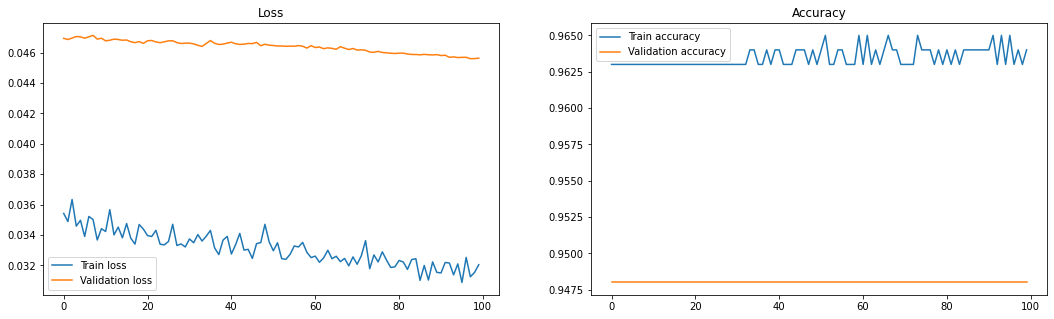 Loss
0.046
0.044
0.042
0.040
0.038
0.036
0.034
0.032
Train loss
Validation loss
0 20 40 60 80 100
Accuracy
0.9650
0.9625
0.9600
0.9575
0.9550
0.9525
0.9500
0.9475
Train accuracy
Validation accuracy
0 20 40 60 80 100